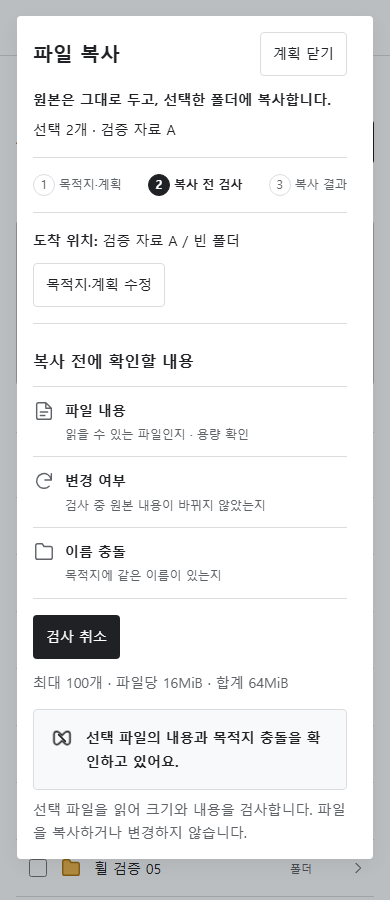 파일 복사
계획 닫기
원본은 그대로 두고, 선택한 폴더에 복사합니다.
선택 2개 · 검증 자료 A
1 목적지·계획
2 복사 전 검사
3 복사 결과
도착 위치: 검증 자료 A / 빈 폴더
목적지·계획 수정
복사 전에 확인할 내용
파일 내용
읽을 수 있는 파일인지 · 용량 확인
변경 여부
검사 중 원본 내용이 바뀌지 않았는지
이름 충돌
목적지에 같은 이름이 있는지
검사 취소
최대 100개 · 파일당 16MiB · 합계 64MiB
선택 파일의 내용과 목적지 충돌을 확
인하고 있어요.
선택 파일을 읽어 크기와 내용을 검사합니다. 파일
을 복사하거나 변경하지 않습니다.
휠 검증 05
폴더